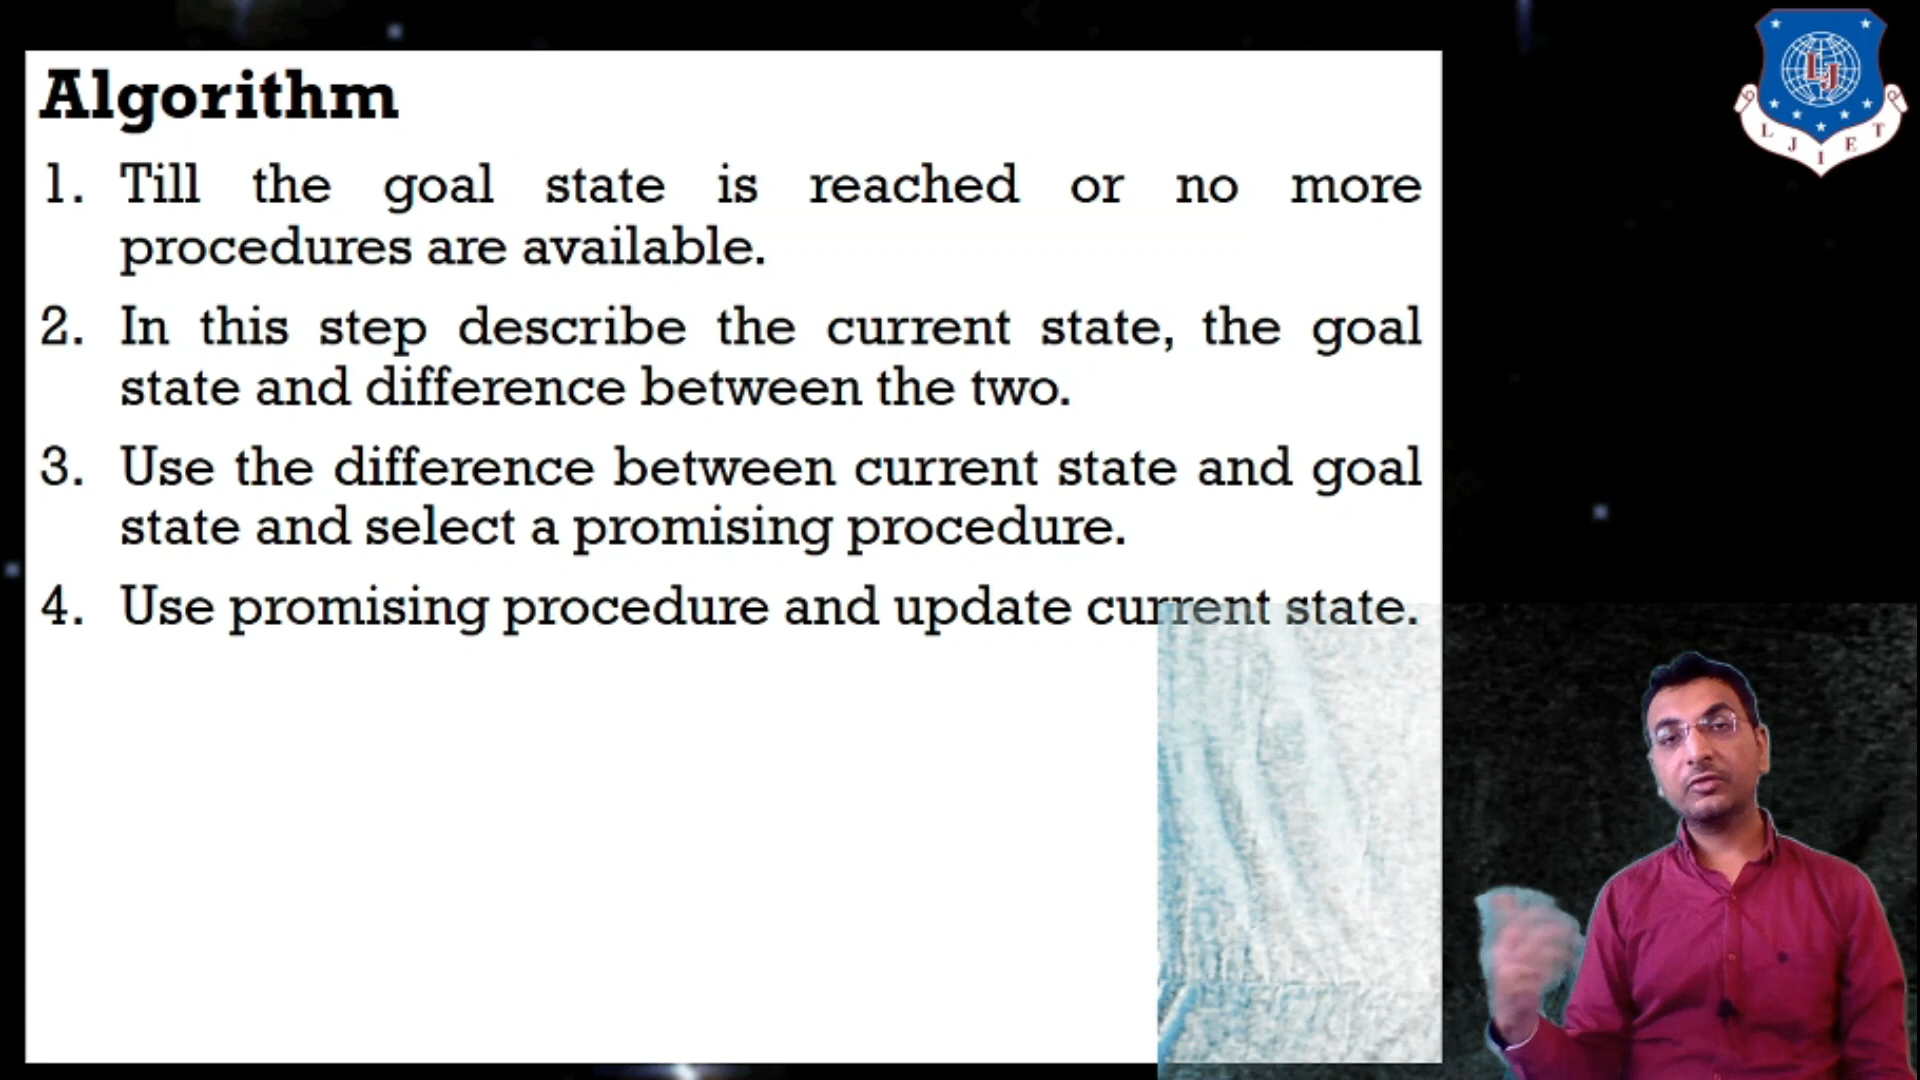 Algorithm
1. Till the goal state is reached or no more
procedures are available.
2. In this step describe the current state, the goal
state and difference between the two.
3. Use the difference between current state and goal
state and select a promising procedure.
4. Use promising procedure and update current state.
LJ
L J I E T